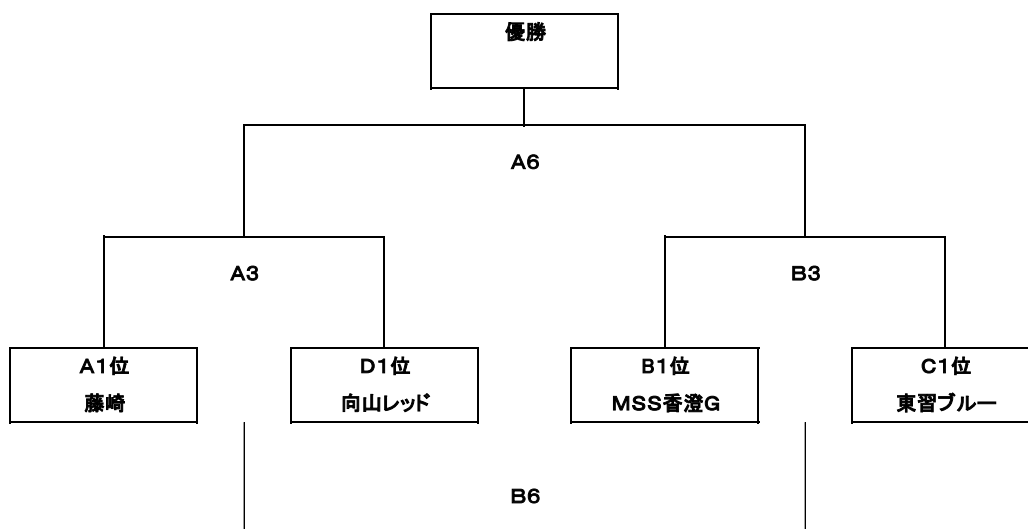 優勝
A6
A3
B3
A1位
藤崎
D1位
向山レッド
B1位
MSS香澄G
C1位
東習ブルー
B6